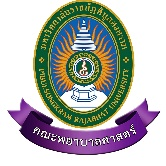 มหาวิทยาลัยราชภัฏพิบูลสงคราม
PIBULSONGKRAM RAJABHAT UNIVERSITY
คณะพยาบาลศาสตร์